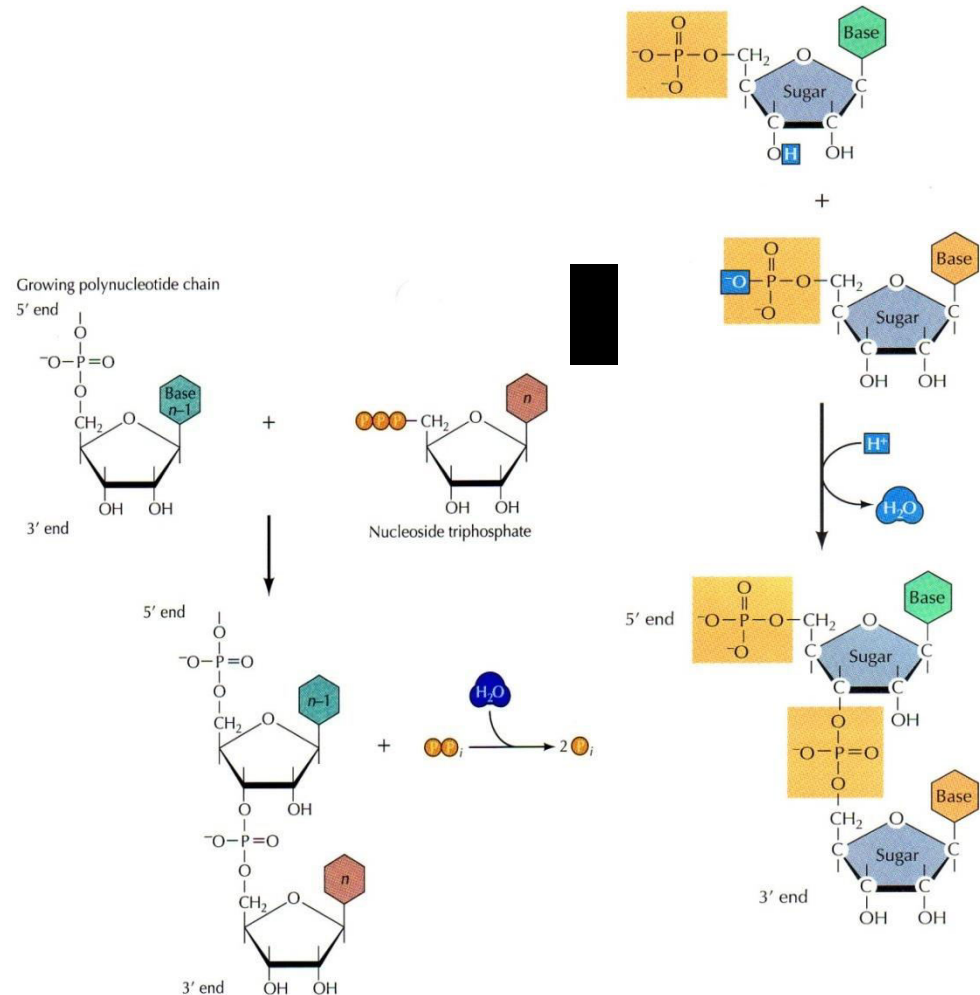 Growing polynucleotide chain
5′ end
O
⁻O–P=O
O
CH₂
O
Base
n–1
OH OH
3′ end
+
P P P
CH₂
O
n
OH OH
Nucleoside triphosphate
5′ end
O
⁻O–P=O
O
CH₂
O
n–1
O OH
⁻O–P=O
O
CH₂
O
n
3′ end
OH OH
+
H₂O
P P i
2 P i
O
⁻O–P–O–CH₂
⁻O
O
Base
C
Sugar
C
C C
OH OH
+
O
⁻O–P–O–CH₂
O⁻
O
Base
C
Sugar
C
C C
OH OH
H⁺
H₂O
5′ end
O
⁻O–P–O–CH₂
O⁻
O
Base
C
Sugar
C
C C
O OH
⁻O–P=O
O
CH₂
O
Base
C
Sugar
C
C C
3′ end
OH OH